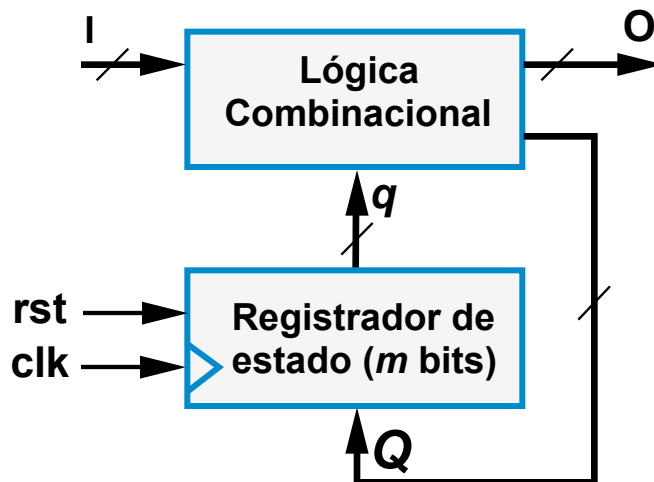 I
O
Lógica
Combinacional
q
rst
clk
Registrador de
estado (m bits)
Q